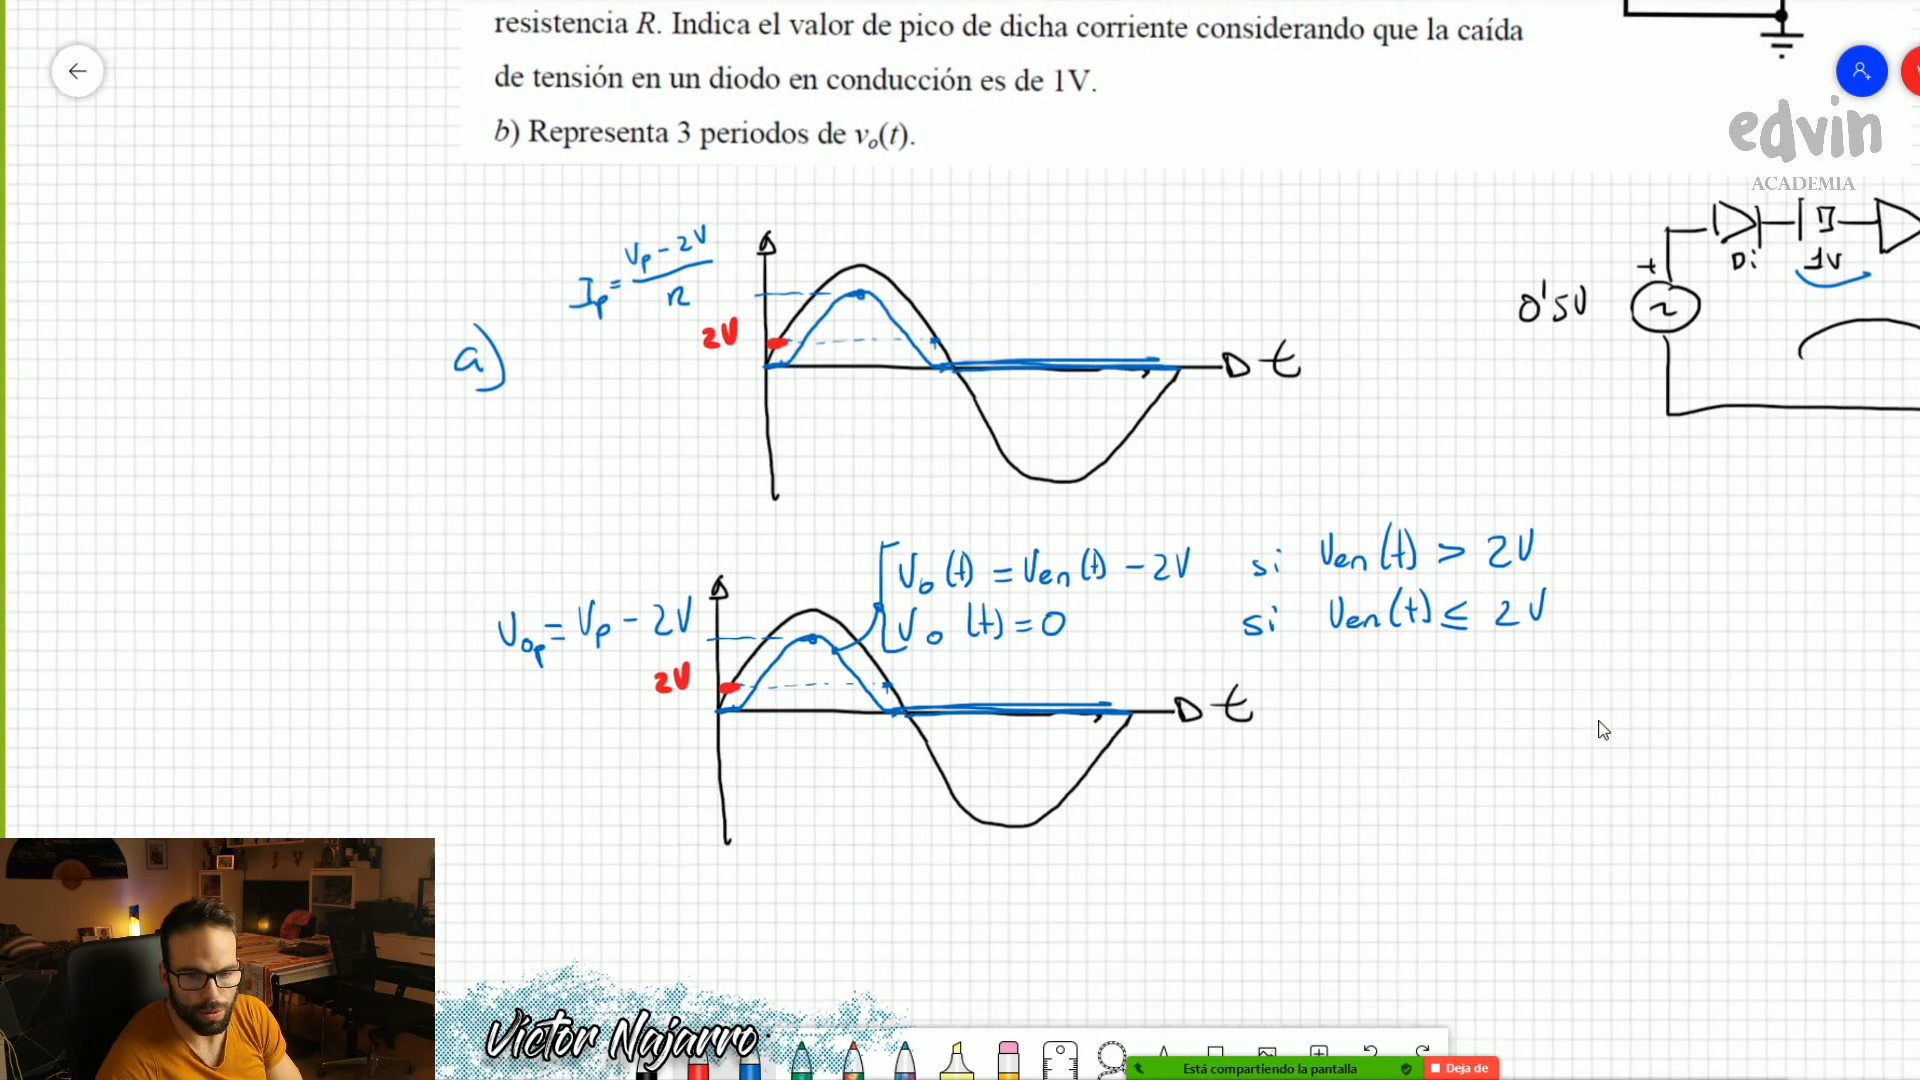 resistencia R. Indica el valor de pico de dicha corriente considerando que la caída
de tensión en un diodo en conducción es de 1V.
b) Representa 3 periodos de vₒ(t).
edvin
ACADEMIA
a)
Ip = Vp - 2V / R
2V
t
+
0'5V
Di
1V
Vo(t) = Ven(t) - 2V si Ven(t) > 2V
Vo(t) = 0 si Ven(t) ≤ 2V
Vop = Vp - 2V
2V
t
Víctor Najarro
Está compartiendo la pantalla
Deja de